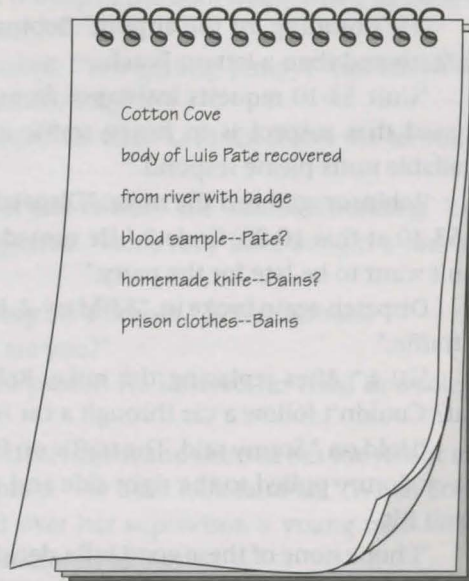 Cotton Cove
body of Luis Pate recovered
from river with badge
blood sample--Pate?
homemade knife--Bains?
prison clothes--Bains